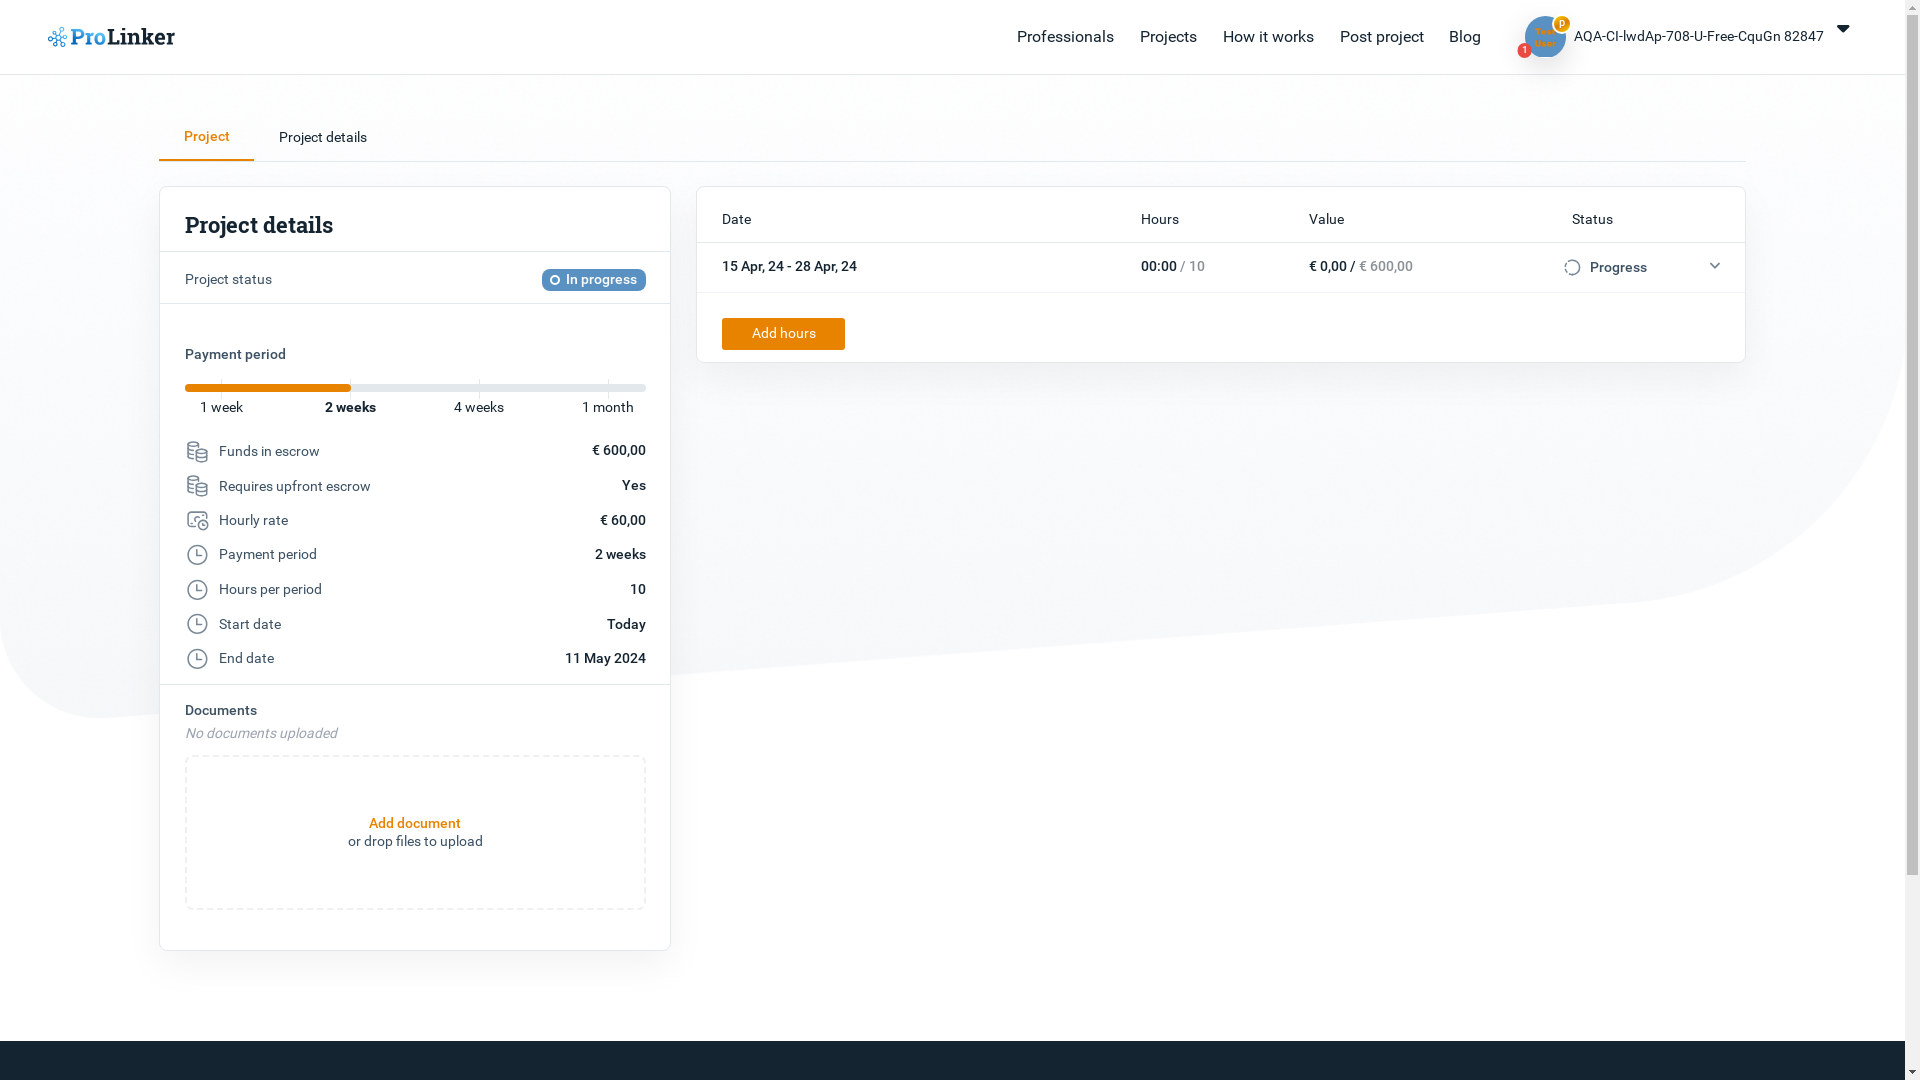 ProLinker
Professionals
Projects
How it works
Post project
Blog
P
1
AQA-CI-lwdAp-708-U-Free-CquGn 82847
Project
Project details
Project details
Project status
In progress
Payment period
1 week
2 weeks
4 weeks
1 month
Funds in escrow
€ 600,00
Requires upfront escrow
Yes
Hourly rate
€ 60,00
Payment period
2 weeks
Hours per period
10
Start date
Today
End date
11 May 2024
Documents
No documents uploaded
Add document
or drop files to upload
Date
Hours
Value
Status
15 Apr, 24 - 28 Apr, 24
00:00 / 10
€ 0,00 / € 600,00
Progress
Add hours